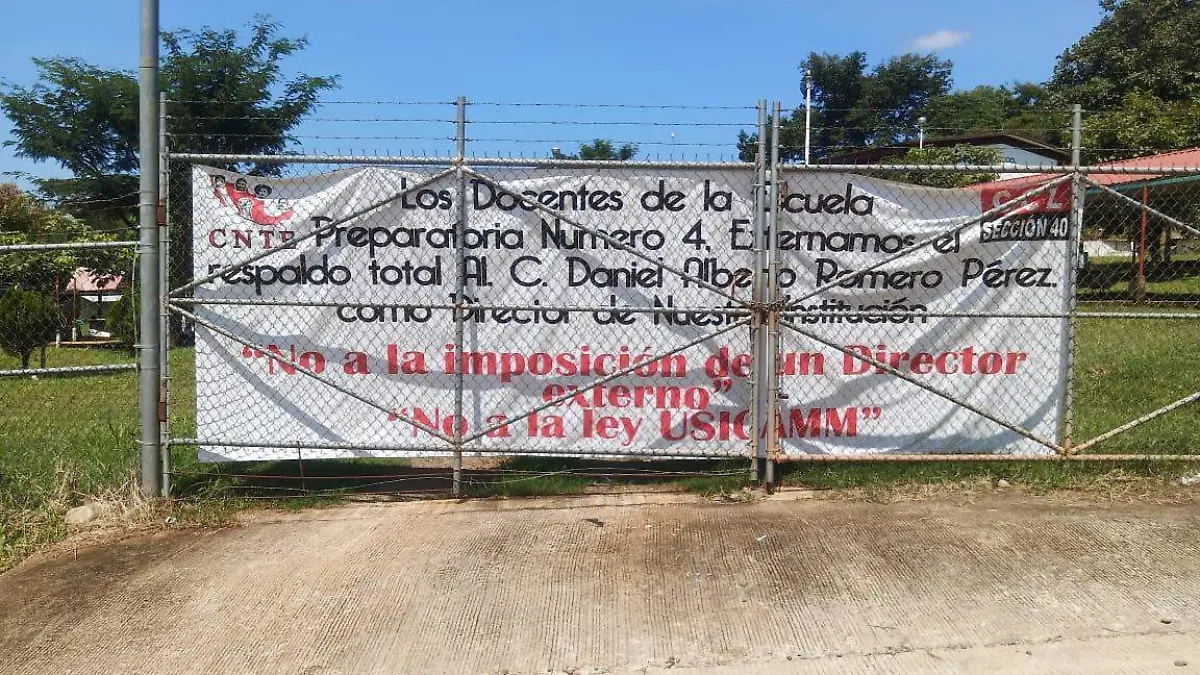 Los Docentes de la Escuela
CNTE
Preparatoria Número 4, Externamos el
respaldo total Al C. Daniel Alberto Romero Pérez.
como Director de Nuestra Institución
SECCIÓN 40
“No a la imposición de un Director
externo”
“No a la ley USICAMM”